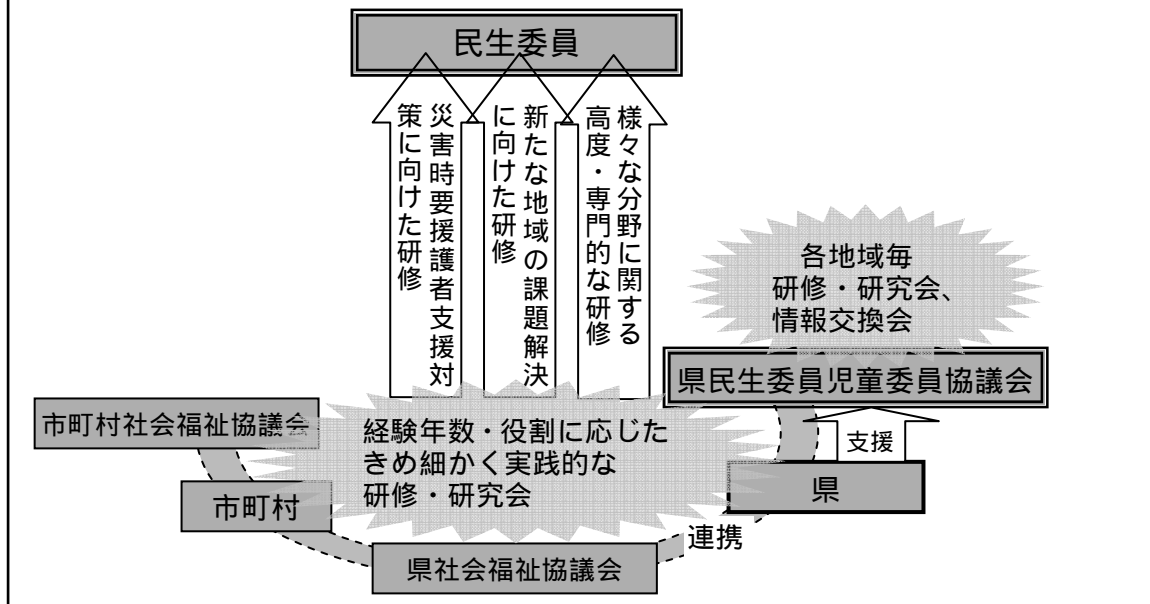 民生委員
災害時要援護者支援対
策に向けた研修
新たな地域の課題解決
に向けた研修
様々な分野に関する
高度・専門的な研修
各地域毎
研修・研究会、
情報交換会
県民生委員児童委員協議会
支援
県
市町村社会福祉協議会
経験年数・役割に応じた
きめ細かく実践的な
研修・研究会
市町村
連携
県社会福祉協議会